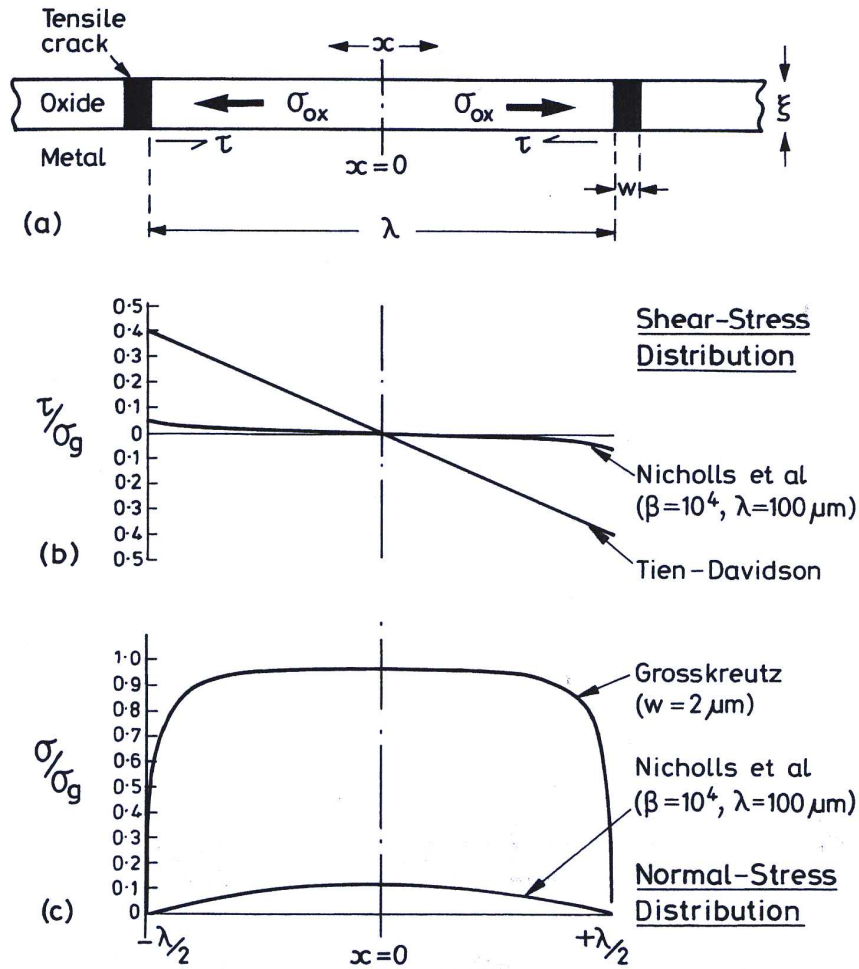 Tensile
crack
x
Oxide
σox
σox
ξ
Metal
τ
τ
x=0
w
(a)
λ
0·5
0·4
0·3
0·2
0·1
0
0·1
0·2
0·3
0·4
0·5
τ/σg
Shear-Stress
Distribution
Nicholls et al
(β=10⁴, λ=100 μm)
Tien-Davidson
(b)
1·0
0·9
0·8
0·7
0·6
0·5
0·4
0·3
0·2
0·1
0
σ/σg
Grosskreutz
(w = 2 μm)
Nicholls et al
(β=10⁴, λ=100 μm)
Normal-Stress
Distribution
(c)
-λ/2
x=0
+λ/2